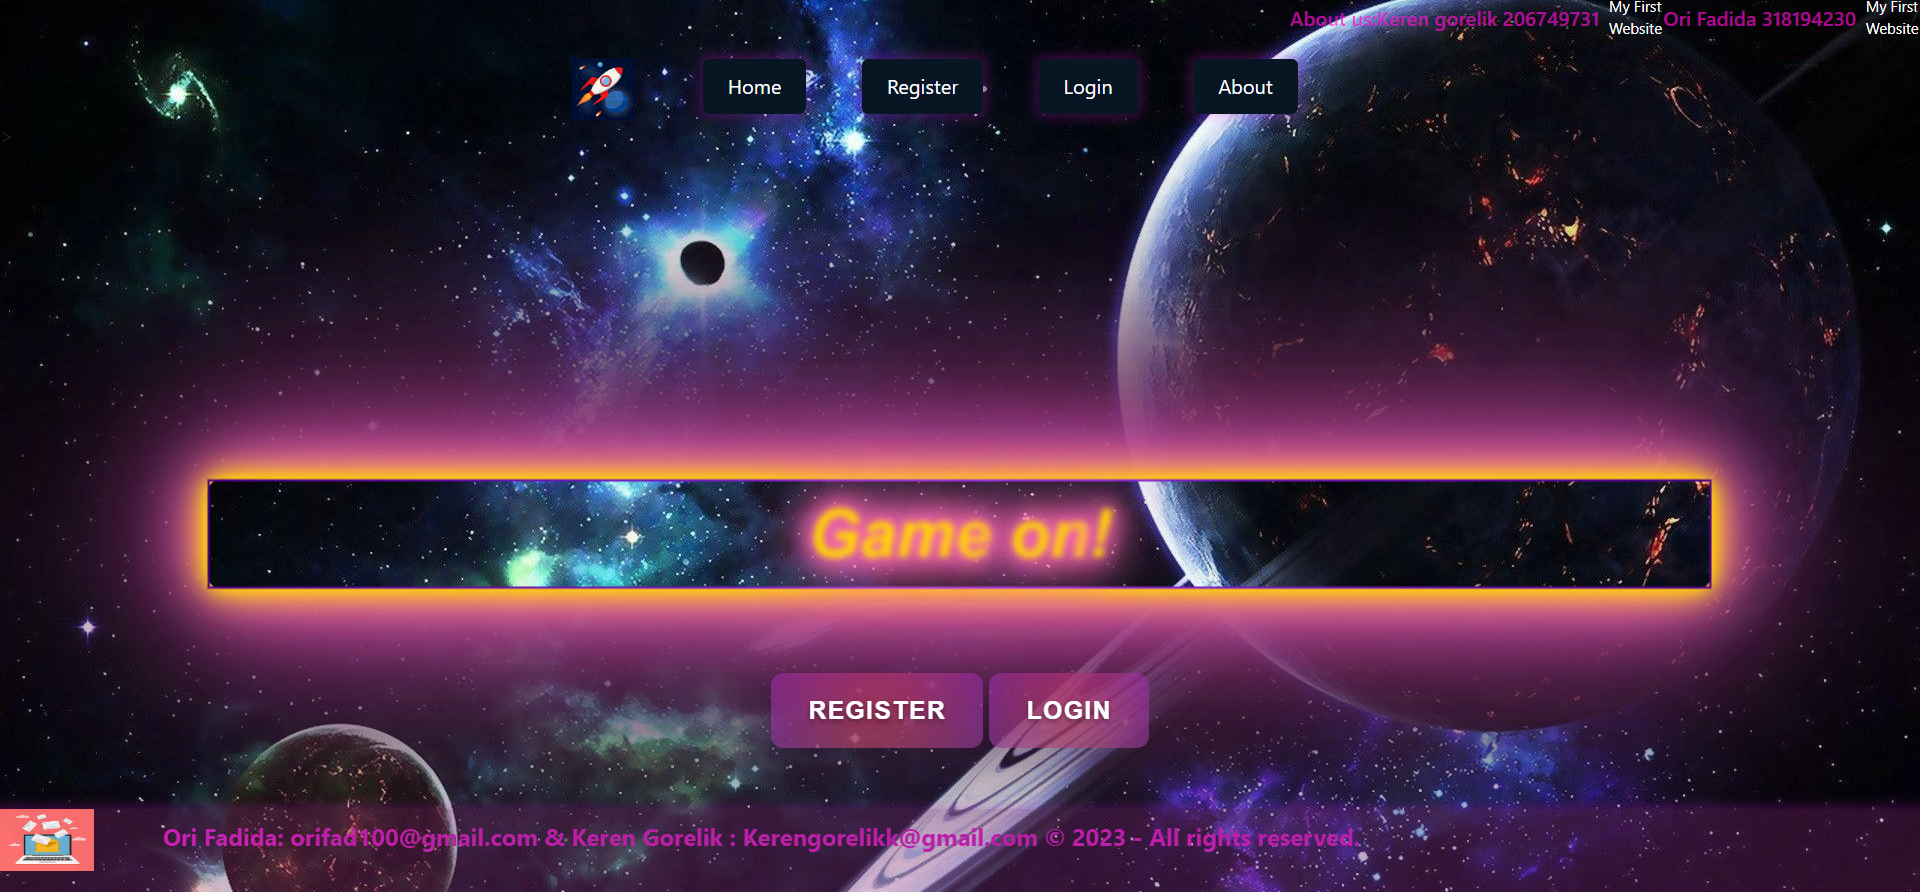 About us:Keren gorelik 206749731 My First Website Ori Fadida 318194230 My First Website
Home Register Login About
>
Game on!
REGISTER LOGIN
Ori Fadida: orifad100@gmail.com & Keren Gorelik : Kerengorelikk@gmail.com © 2023 - All rights reserved.